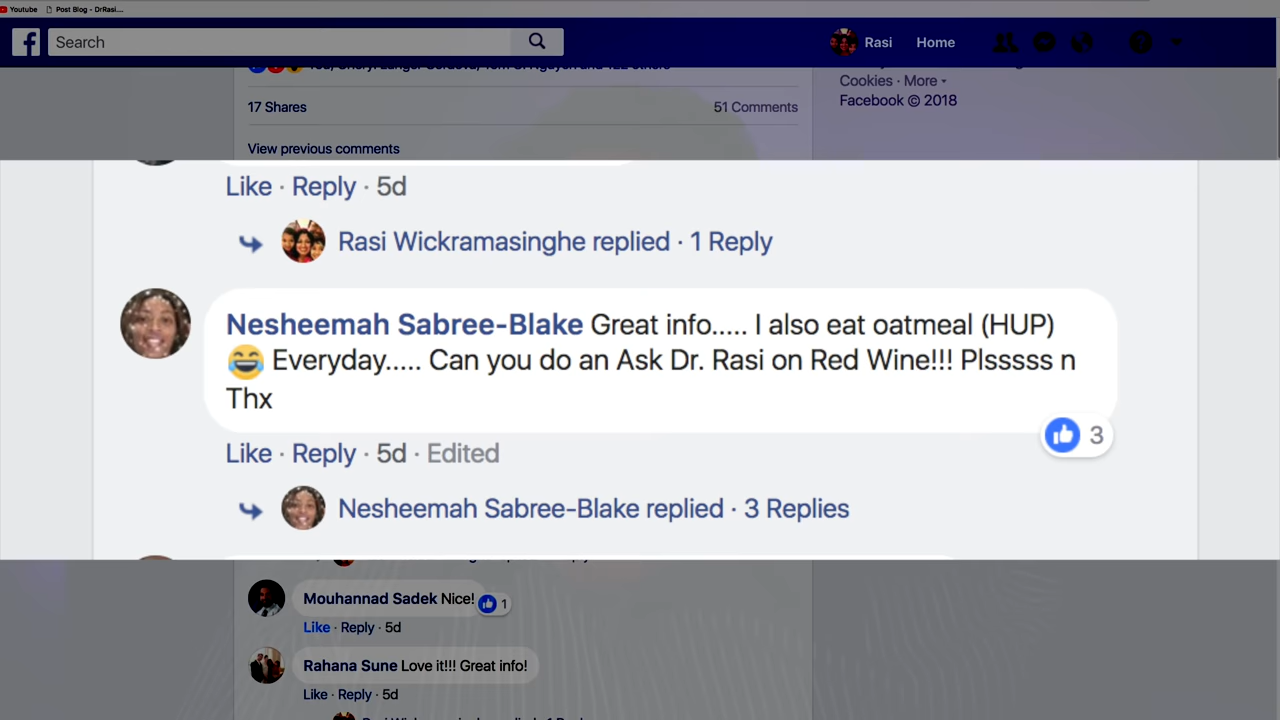 Youtube Post Blog - DrRasi....
Search
Rasi Home
17 Shares 51 Comments
Cookies · More
Facebook © 2018
View previous comments
Like · Reply · 5d
Rasi Wickramasinghe replied · 1 Reply
Nesheemah Sabree-Blake Great info..... I also eat oatmeal (HUP)
😂 Everyday..... Can you do an Ask Dr. Rasi on Red Wine!!! Plsssss n
Thx
3
Like · Reply · 5d · Edited
Nesheemah Sabree-Blake replied · 3 Replies
Mouhannad Sadek Nice! 1
Like · Reply · 5d
Rahana Sune Love it!!! Great info!
Like · Reply · 5d